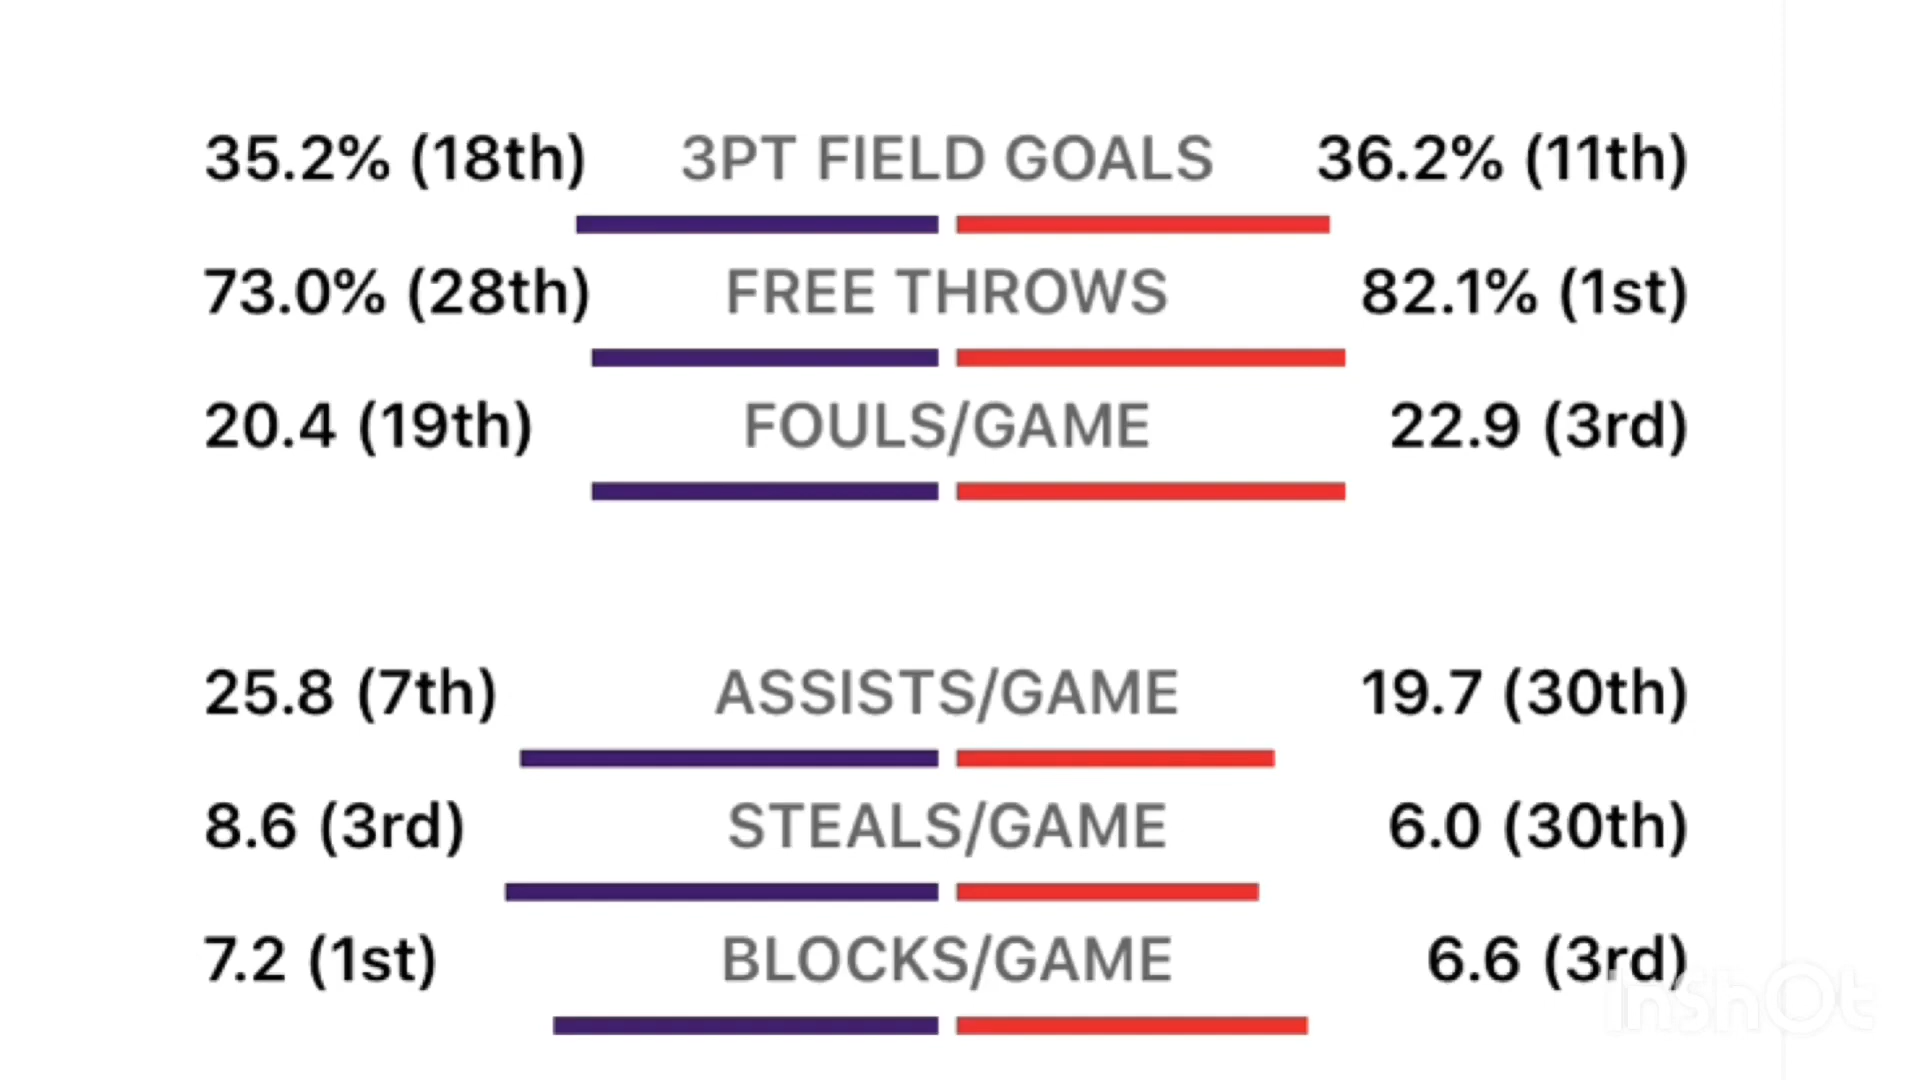 35.2% (18th) 3PT FIELD GOALS 36.2% (11th)
73.0% (28th) FREE THROWS 82.1% (1st)
20.4 (19th) FOULS/GAME 22.9 (3rd)
25.8 (7th) ASSISTS/GAME 19.7 (30th)
8.6 (3rd) STEALS/GAME 6.0 (30th)
7.2 (1st) BLOCKS/GAME 6.6 (3rd)
InShOt